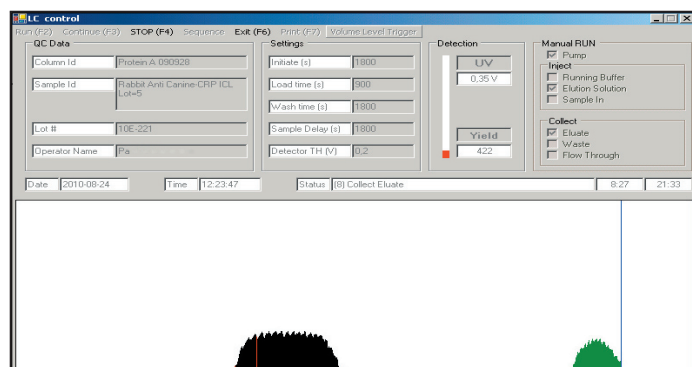 LC control
Run (F2) Continue (F3) STOP (F4) Sequence Exit (F6) Print (F7) Volume Level Trigger
QC Data
Column Id Protein A 090928
Sample Id Rabbit Anti Canine-CRP ICL
Lot=5
Lot # 10E-221
Operator Name Pa
Settings
Initiate (s) 1800
Load time (s) 900
Wash time (s) 1800
Sample Delay (s) 1800
Detector TH (V) 0,2
Detection
UV
0,35 V
Yield
422
Manual RUN
Pump
Inject
Running Buffer
Elution Solution
Sample In
Collect
Eluate
Waste
Flow Through
Date 2010-08-24 Time 12:23:47 Status (8) Collect Eluate 8:27 21:33